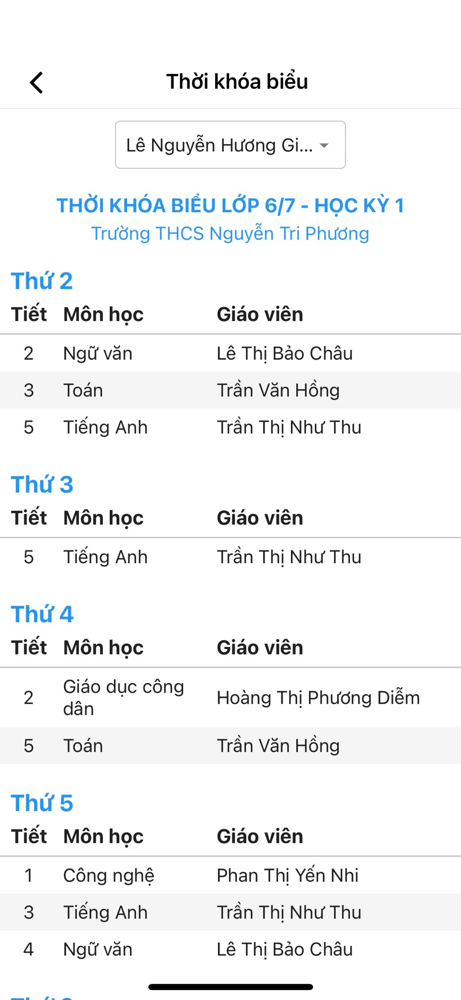 Thời khóa biểu
Lê Nguyễn Hương Gi...
THỜI KHÓA BIỂU LỚP 6/7 - HỌC KỲ 1
Trường THCS Nguyễn Tri Phương
Thứ 2
Tiết Môn học Giáo viên
2 Ngữ văn Lê Thị Bảo Châu
3 Toán Trần Văn Hồng
5 Tiếng Anh Trần Thị Như Thu
Thứ 3
Tiết Môn học Giáo viên
5 Tiếng Anh Trần Thị Như Thu
Thứ 4
Tiết Môn học Giáo viên
2 Giáo dục công dân Hoàng Thị Phương Diễm
5 Toán Trần Văn Hồng
Thứ 5
Tiết Môn học Giáo viên
1 Công nghệ Phan Thị Yến Nhi
3 Tiếng Anh Trần Thị Như Thu
4 Ngữ văn Lê Thị Bảo Châu